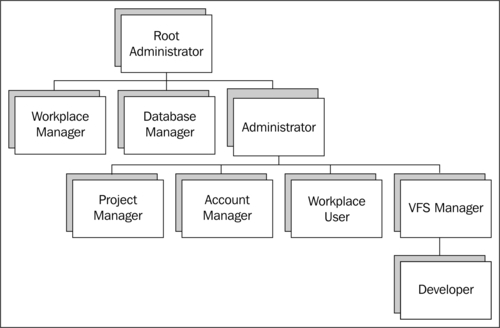 Root
Administrator
Workplace
Manager
Database
Manager
Administrator
Project
Manager
Account
Manager
Workplace
User
VFS Manager
Developer